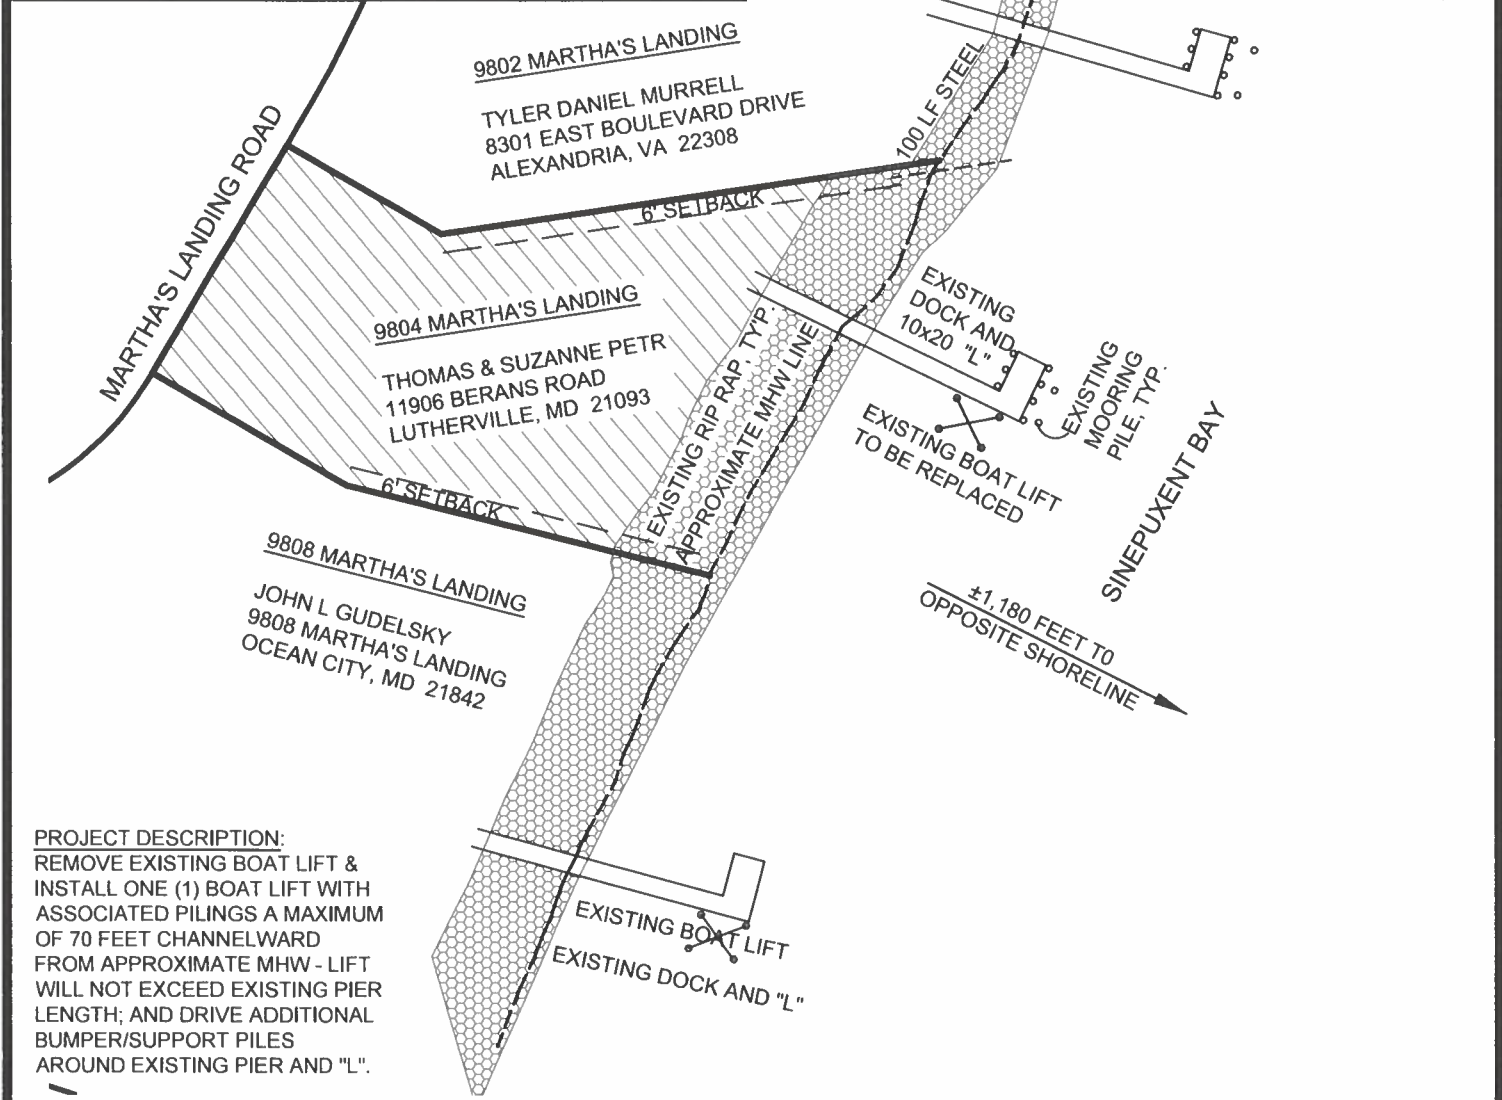 9802 MARTHA'S LANDING
TYLER DANIEL MURRELL
8301 EAST BOULEVARD DRIVE
ALEXANDRIA, VA 22308
100 LF STEEL
MARTHA'S LANDING ROAD
6' SETBACK
9804 MARTHA'S LANDING
THOMAS & SUZANNE PETR
11906 BERANS ROAD
LUTHERVILLE, MD 21093
EXISTING RIP RAP, TY'P.
APPROXIMATE MHW LINE
EXISTING
DOCK AND
10x20 "L"
EXISTING
MOORING
PILE, TYP.
EXISTING BOAT LIFT
TO BE REPLACED
SINEPUXENT BAY
6' SETBACK
9808 MARTHA'S LANDING
JOHN L GUDELSKY
9808 MARTHA'S LANDING
OCEAN CITY, MD 21842
±1,180 FEET T0
OPPOSITE SHORELINE
EXISTING BOAT LIFT
EXISTING DOCK AND "L"
PROJECT DESCRIPTION:
REMOVE EXISTING BOAT LIFT &
INSTALL ONE (1) BOAT LIFT WITH
ASSOCIATED PILINGS A MAXIMUM
OF 70 FEET CHANNELWARD
FROM APPROXIMATE MHW - LIFT
WILL NOT EXCEED EXISTING PIER
LENGTH; AND DRIVE ADDITIONAL
BUMPER/SUPPORT PILES
AROUND EXISTING PIER AND "L".